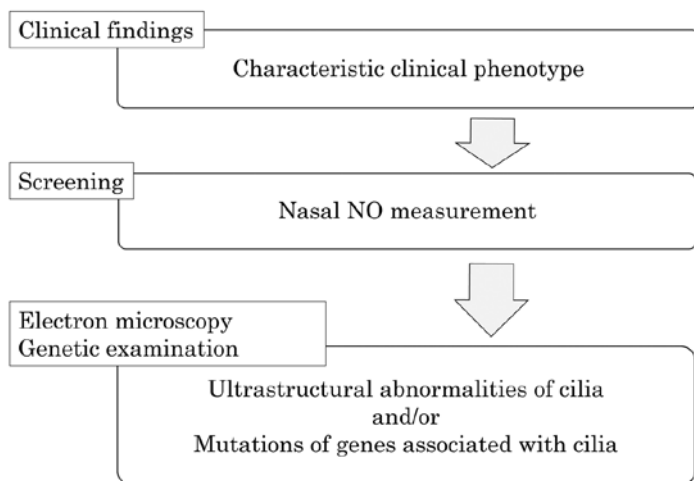 Clinical findings
Characteristic clinical phenotype
Screening
Nasal NO measurement
Electron microscopy
Genetic examination
Ultrastructural abnormalities of cilia
and/or
Mutations of genes associated with cilia